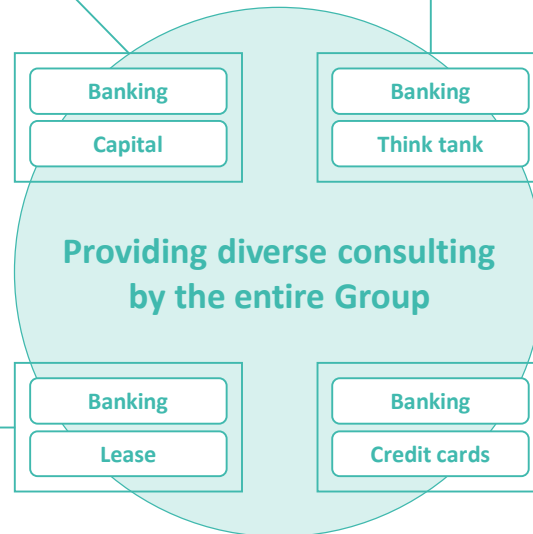 Banking
Capital
Banking
Think tank
Providing diverse consulting
by the entire Group
Banking
Lease
Banking
Credit cards